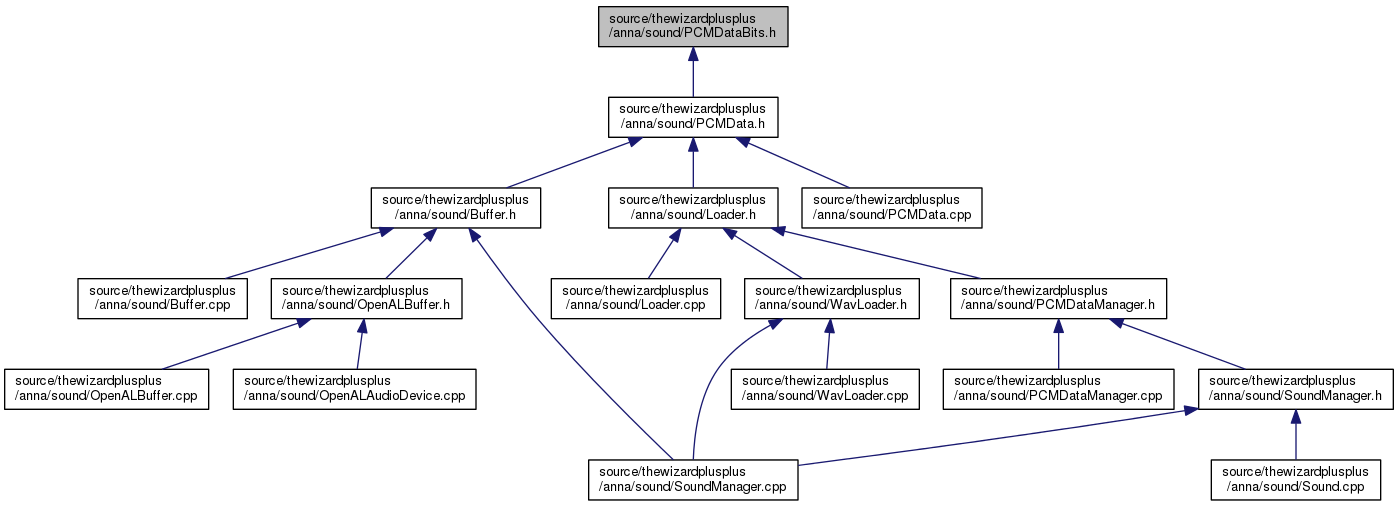 source/thewizardplusplus
/anna/sound/PCMDataBits.h
source/thewizardplusplus
/anna/sound/PCMData.h
source/thewizardplusplus
/anna/sound/Buffer.h
source/thewizardplusplus
/anna/sound/Loader.h
source/thewizardplusplus
/anna/sound/PCMData.cpp
source/thewizardplusplus
/anna/sound/Buffer.cpp
source/thewizardplusplus
/anna/sound/OpenALBuffer.h
source/thewizardplusplus
/anna/sound/Loader.cpp
source/thewizardplusplus
/anna/sound/WavLoader.h
source/thewizardplusplus
/anna/sound/PCMDataManager.h
source/thewizardplusplus
/anna/sound/OpenALBuffer.cpp
source/thewizardplusplus
/anna/sound/OpenALAudioDevice.cpp
source/thewizardplusplus
/anna/sound/WavLoader.cpp
source/thewizardplusplus
/anna/sound/PCMDataManager.cpp
source/thewizardplusplus
/anna/sound/SoundManager.h
source/thewizardplusplus
/anna/sound/SoundManager.cpp
source/thewizardplusplus
/anna/sound/Sound.cpp